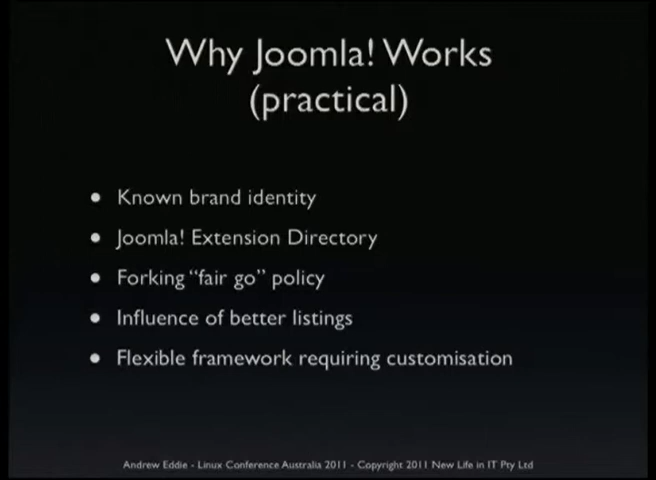 Why Joomla! Works
(practical)
• Known brand identity
• Joomla! Extension Directory
• Forking “fair go” policy
• Influence of better listings
• Flexible framework requiring customisation
Andrew Eddie - Linux Conference Australia 2011 - Copyright 2011 New Life in IT Pty Ltd